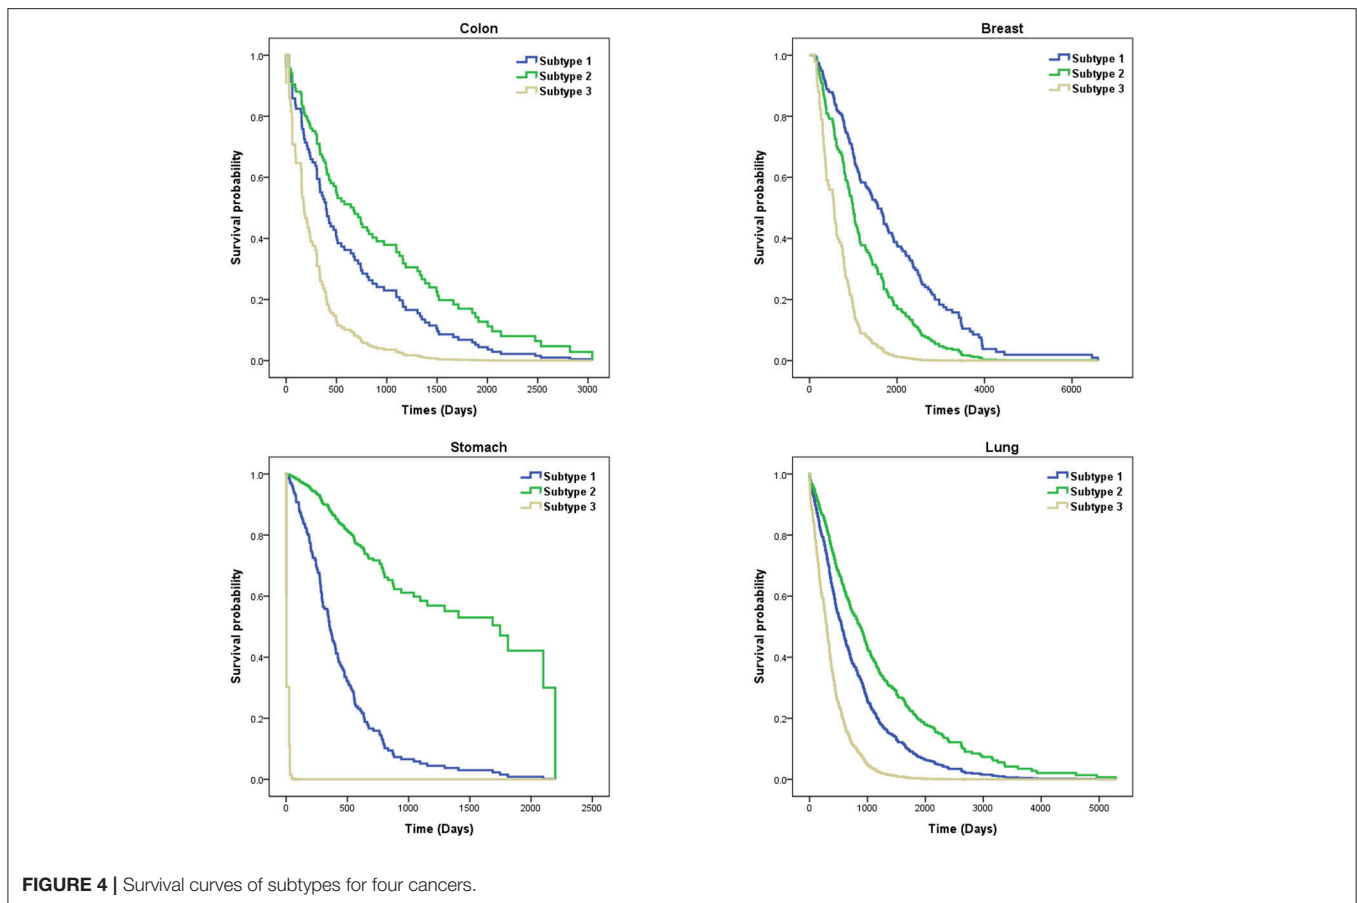 Colon
Subtype 1
Subtype 2
Subtype 3
1.0
0.8
0.6
0.4
0.2
0.0
Survival probability
0 500 1000 1500 2000 2500 3000
Times (Days)
Breast
Subtype 1
Subtype 2
Subtype 3
1.0
0.8
0.6
0.4
0.2
0.0
Survival probability
0 2000 4000 6000
Times (Days)
Stomach
Subtype 1
Subtype 2
Subtype 3
1.0
0.8
0.6
0.4
0.2
0.0
Survival probability
0 500 1000 1500 2000 2500
Time (Days)
Lung
Subtype 1
Subtype 2
Subtype 3
1.0
0.8
0.6
0.4
0.2
0.0
Survival probability
0 1000 2000 3000 4000 5000
Time (Days)
FIGURE 4 | Survival curves of subtypes for four cancers.